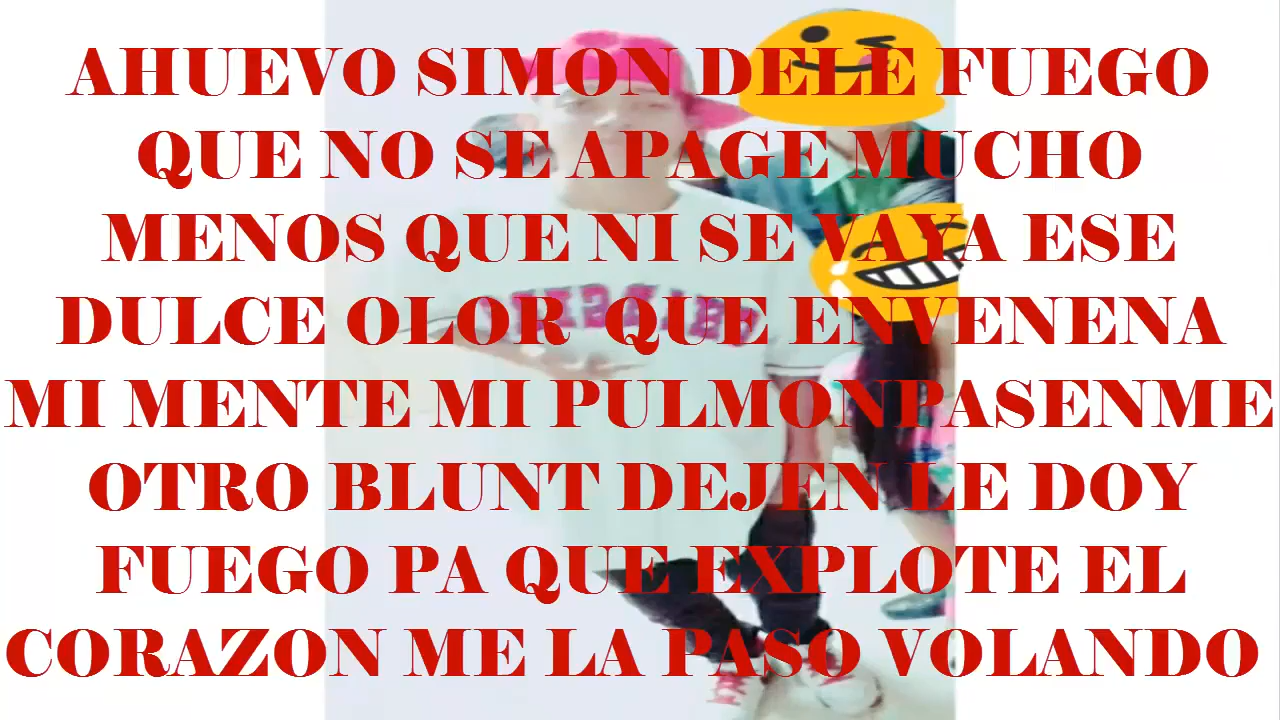 AHUEVO SIMON DELE FUEGO
QUE NO SE APAGE MUCHO
MENOS QUE NI SE VAYA ESE
DULCE OLOR QUE ENVENENA
MI MENTE MI PULMONPASENME
OTRO BLUNT DEJEN LE DOY
FUEGO PA QUE EXPLOTE EL
CORAZON ME LA PASO VOLANDO